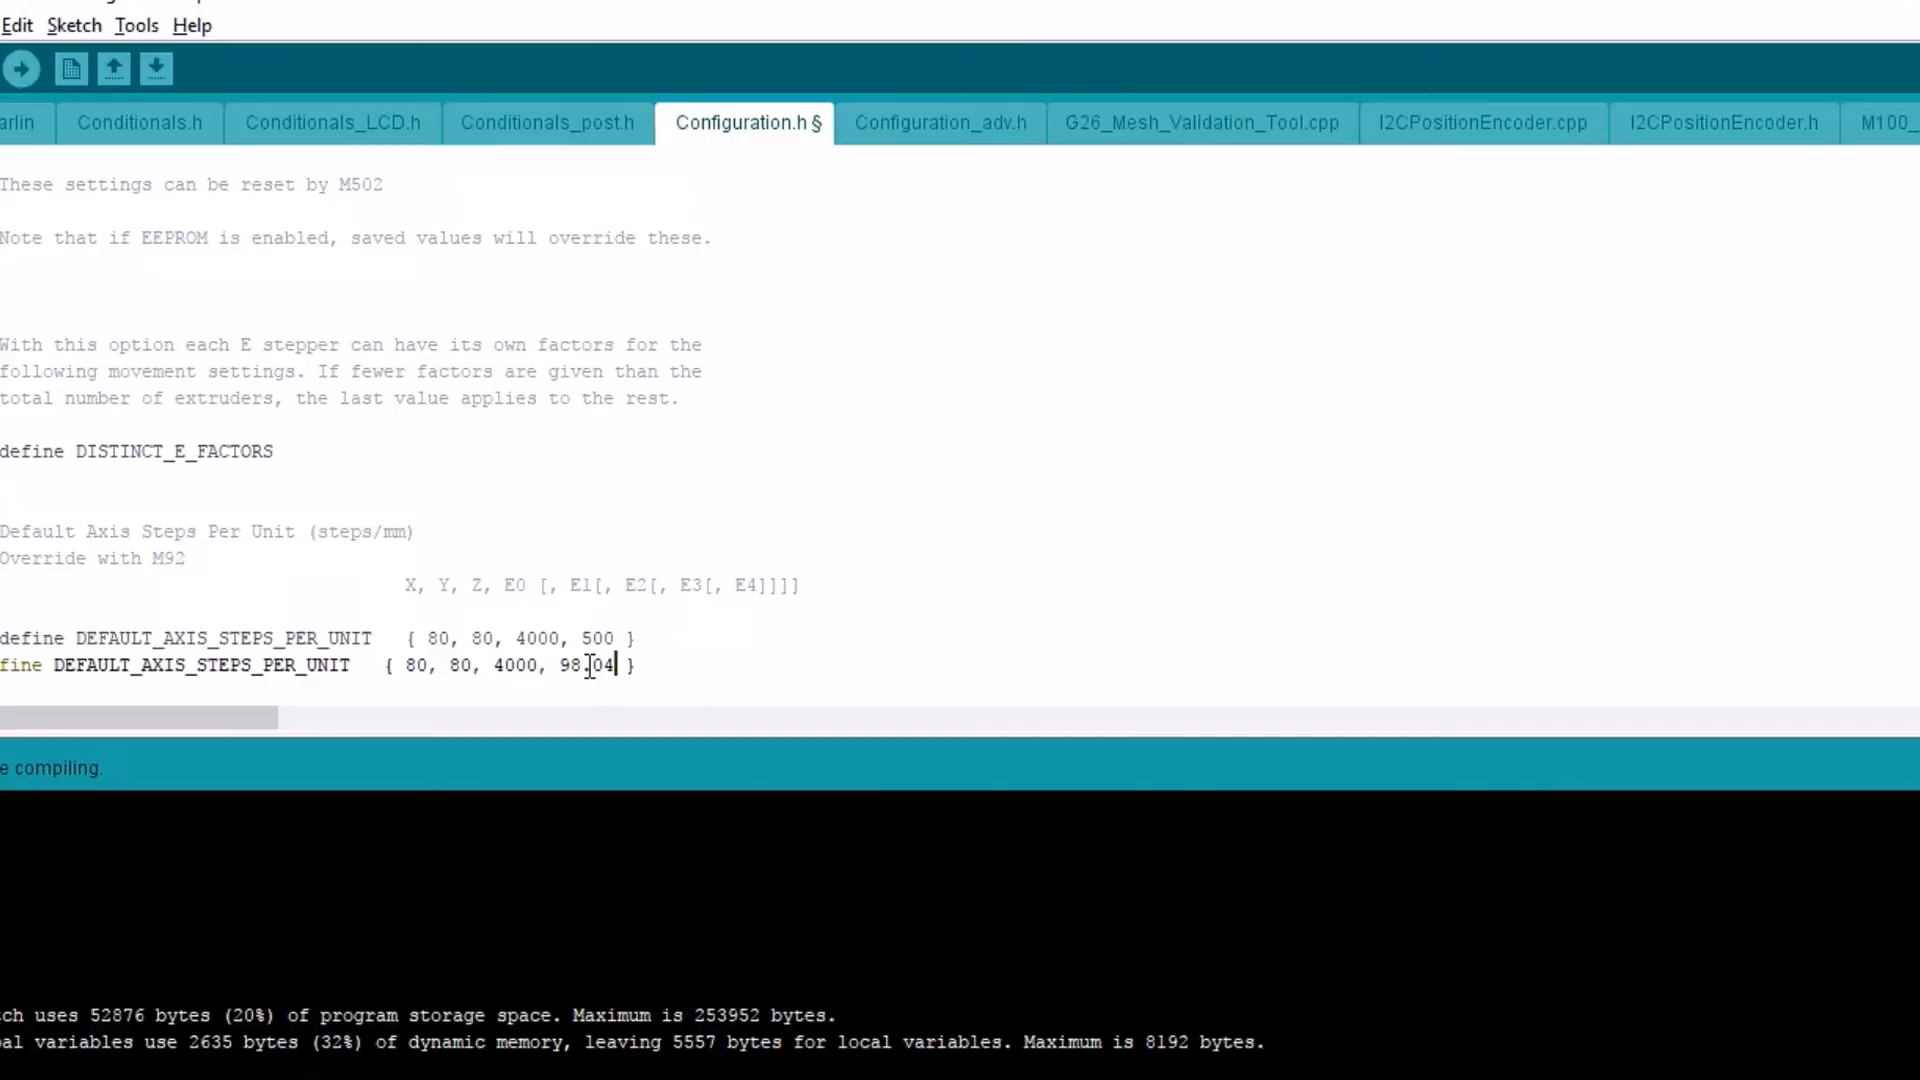 Edit Sketch Tools Help
arlin Conditionals.h Conditionals_LCD.h Conditionals_post.h Configuration.h § Configuration_adv.h G26_Mesh_Validation_Tool.cpp I2CPositionEncoder.cpp I2CPositionEncoder.h M100_
These settings can be reset by M502
Note that if EEPROM is enabled, saved values will override these.
With this option each E stepper can have its own factors for the
following movement settings. If fewer factors are given than the
total number of extruders, the last value applies to the rest.
define DISTINCT_E_FACTORS
Default Axis Steps Per Unit (steps/mm)
Override with M92
X, Y, Z, E0 [, E1[, E2[, E3[, E4]]]]
define DEFAULT_AXIS_STEPS_PER_UNIT { 80, 80, 4000, 500 }
fine DEFAULT_AXIS_STEPS_PER_UNIT { 80, 80, 4000, 98.04 }
e compiling.
tch uses 52876 bytes (20%) of program storage space. Maximum is 253952 bytes.
bal variables use 2635 bytes (32%) of dynamic memory, leaving 5557 bytes for local variables. Maximum is 8192 bytes.